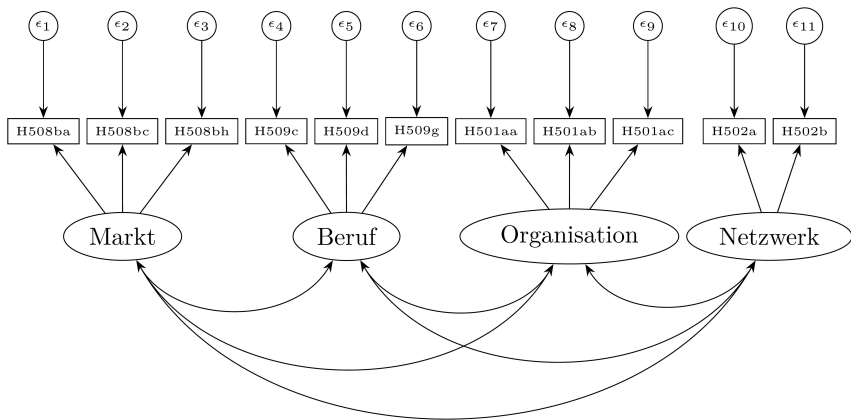 ϵ1 ϵ2 ϵ3 ϵ4 ϵ5 ϵ6 ϵ7 ϵ8 ϵ9 ϵ10 ϵ11
H508ba H508bc H508bh H509c H509d H509g H501aa H501ab H501ac H502a H502b
Markt Beruf Organisation Netzwerk